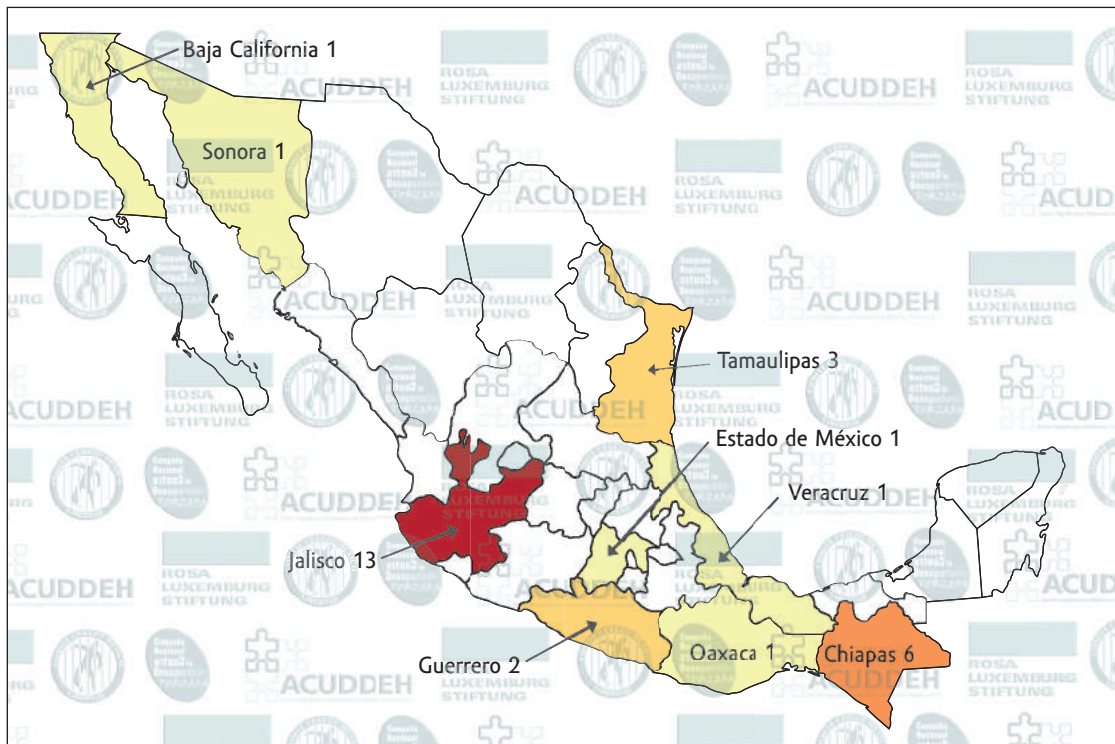 Baja California 1
Sonora 1
Tamaulipas 3
Estado de México 1
Veracruz 1
Jalisco 13
Guerrero 2
Oaxaca 1
Chiapas 6
ROSA
LUXEMBURG
STIFTUNG
ACUDDEH